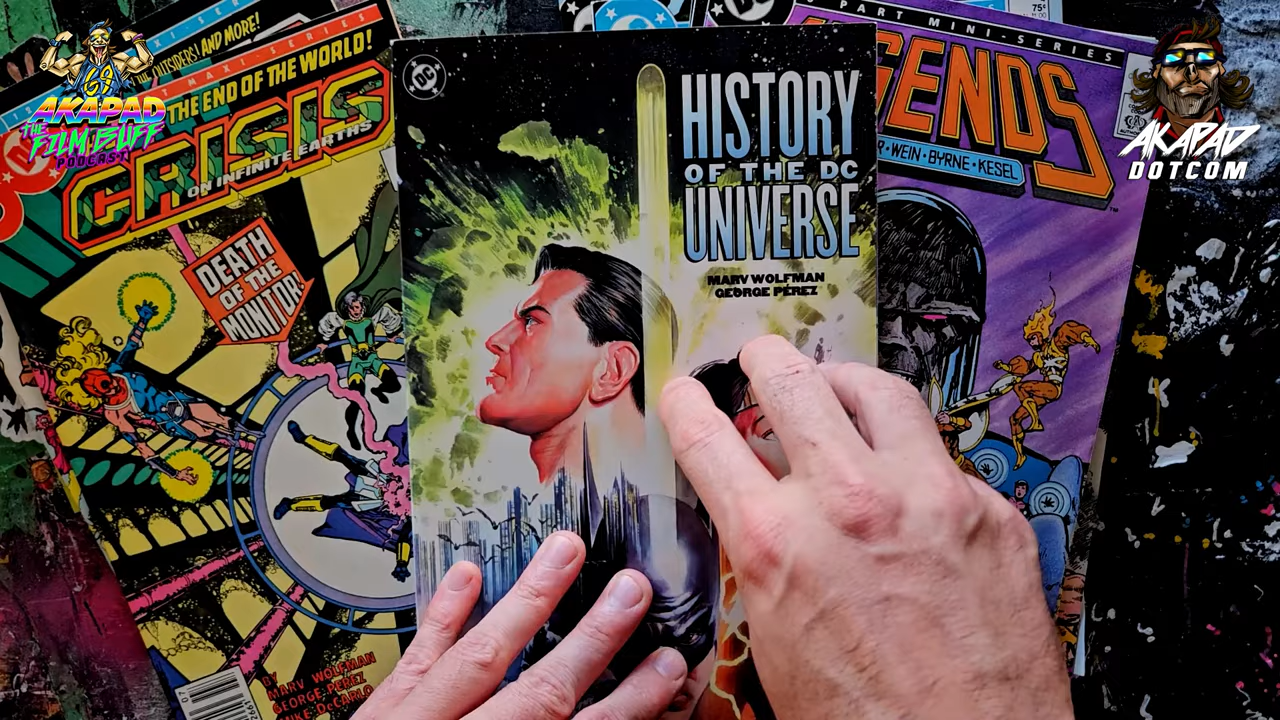 AKAPAD
THE
FILM BUFF
PODCAST
THE OUTSIDERS! AND MORE!
MAXI-SERIES
THE END OF THE WORLD!
CRISIS
ON INFINITE EARTHS
DEATH
OF THE
MONITOR!
BY
MARV WOLFMAN
GEORGE PÉREZ
MIKE DeCARLO
07
DC
HISTORY
OF THE DC
UNIVERSE
MARV WOLFMAN
GEORGE PÉREZ
PART MINI-SERIES
75¢
GENDS
WEIN • BYRNE • KESEL
AKAPAD
DOTCOM